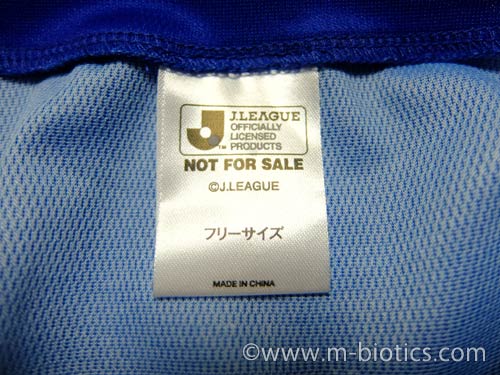 J.LEAGUE
OFFICIALLY
LICENSED
PRODUCTS
TM
NOT FOR SALE
©J.LEAGUE
フリーサイズ
MADE IN CHINA
©www.m-biotics.com